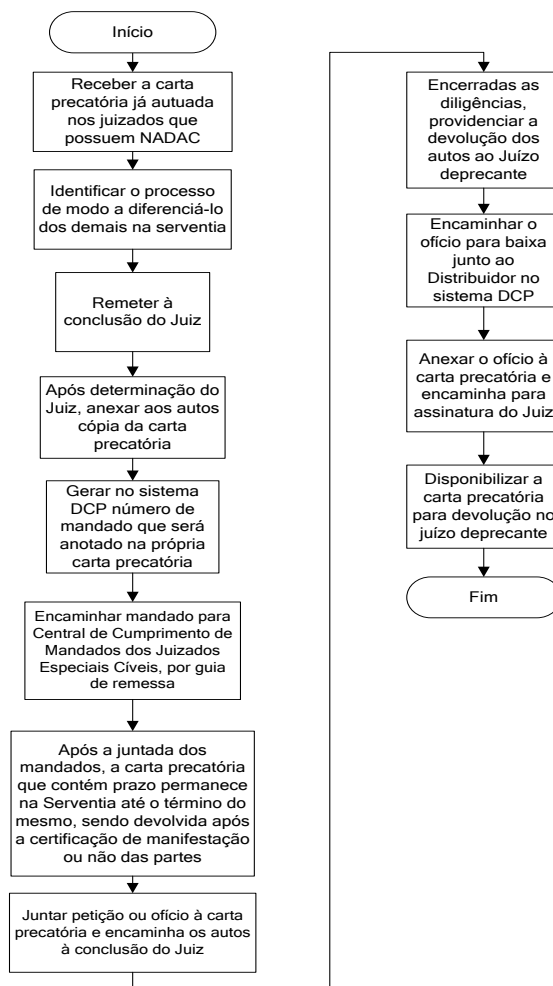 Início
Receber a carta
precatória já autuada
nos juizados que
possuem NADAC
Identificar o processo
de modo a diferenciá-lo
dos demais na serventia
Remeter à
conclusão do Juiz
Após determinação do
Juiz, anexar aos autos
cópia da carta
precatória
Gerar no sistema
DCP número de
mandado que será
anotado na própria
carta precatória
Encaminhar mandado para
Central de Cumprimento de
Mandados dos Juizados
Especiais Cíveis, por guia
de remessa
Após a juntada dos
mandados, a carta precatória
que contém prazo permanece
na Serventia até o término do
mesmo, sendo devolvida após
a certificação de manifestação
ou não das partes
Juntar petição ou ofício à carta
precatória e encaminha os autos
à conclusão do Juiz
Encerradas as
diligências,
providenciar a
devolução dos
autos ao Juízo
deprecante
Encaminhar o
ofício para baixa
junto ao
Distribuidor no
sistema DCP
Anexar o ofício à
carta precatória e
encaminha para
assinatura do Juiz
Disponibilizar a
carta precatória
para devolução no
juízo deprecante
Fim